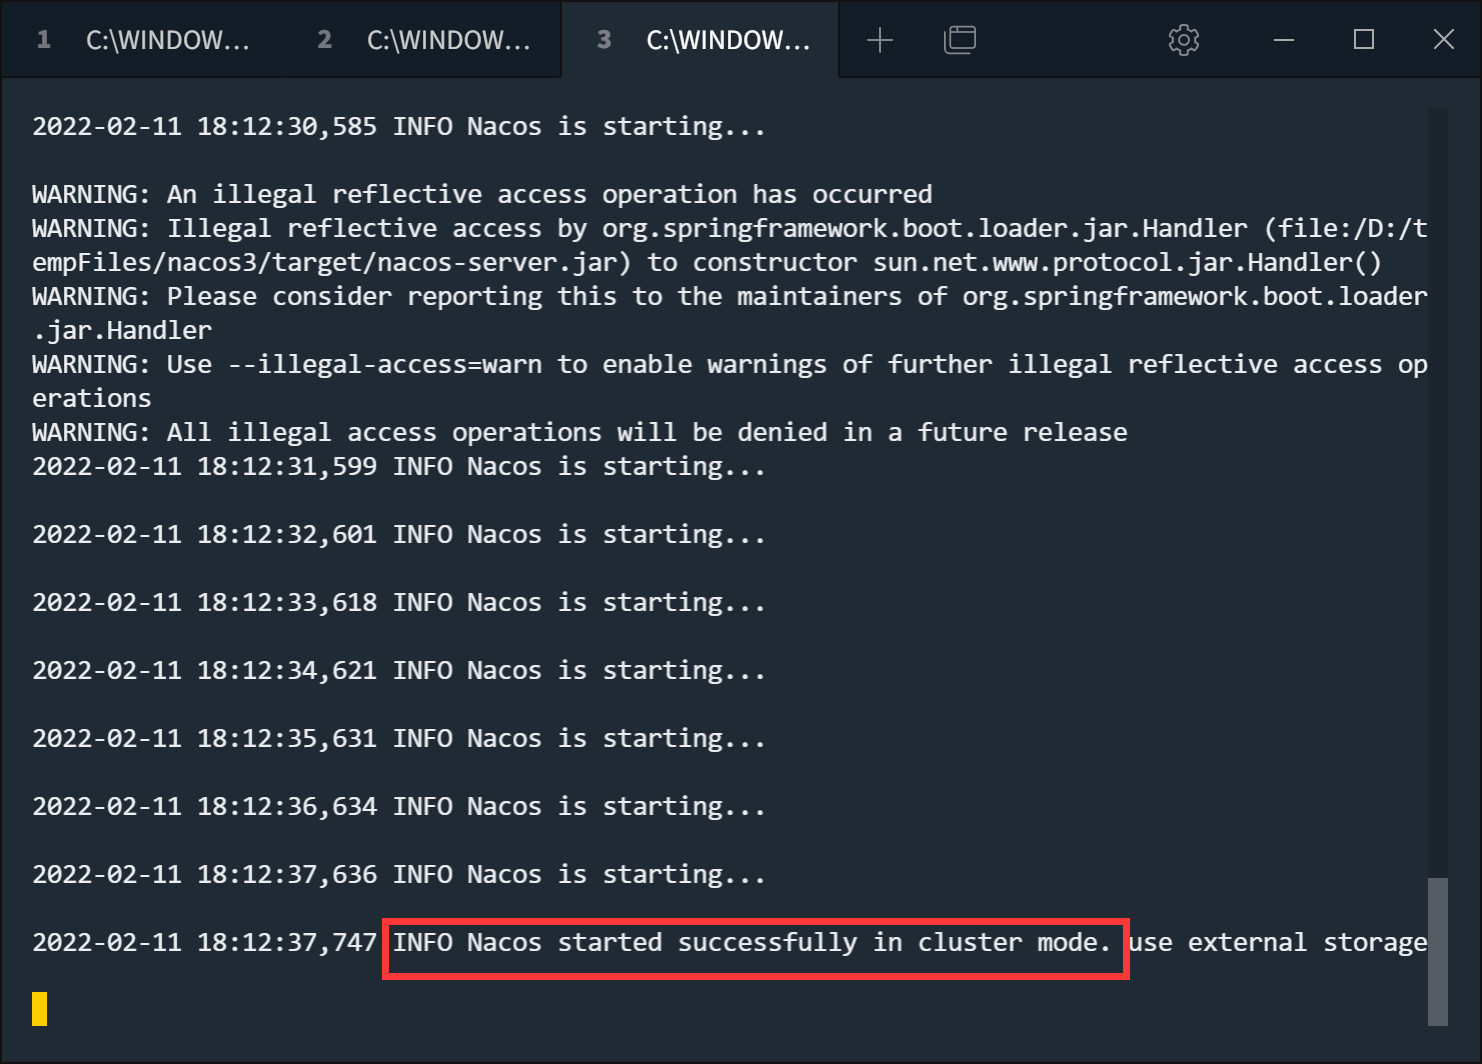 1 C:\WINDOW... 2 C:\WINDOW... 3 C:\WINDOW...
2022-02-11 18:12:30,585 INFO Nacos is starting...
WARNING: An illegal reflective access operation has occurred
WARNING: Illegal reflective access by org.springframework.boot.loader.jar.Handler (file:/D:/t
empFiles/nacos3/target/nacos-server.jar) to constructor sun.net.www.protocol.jar.Handler()
WARNING: Please consider reporting this to the maintainers of org.springframework.boot.loader
.jar.Handler
WARNING: Use --illegal-access=warn to enable warnings of further illegal reflective access op
erations
WARNING: All illegal access operations will be denied in a future release
2022-02-11 18:12:31,599 INFO Nacos is starting...
2022-02-11 18:12:32,601 INFO Nacos is starting...
2022-02-11 18:12:33,618 INFO Nacos is starting...
2022-02-11 18:12:34,621 INFO Nacos is starting...
2022-02-11 18:12:35,631 INFO Nacos is starting...
2022-02-11 18:12:36,634 INFO Nacos is starting...
2022-02-11 18:12:37,636 INFO Nacos is starting...
2022-02-11 18:12:37,747 INFO Nacos started successfully in cluster mode. use external storage